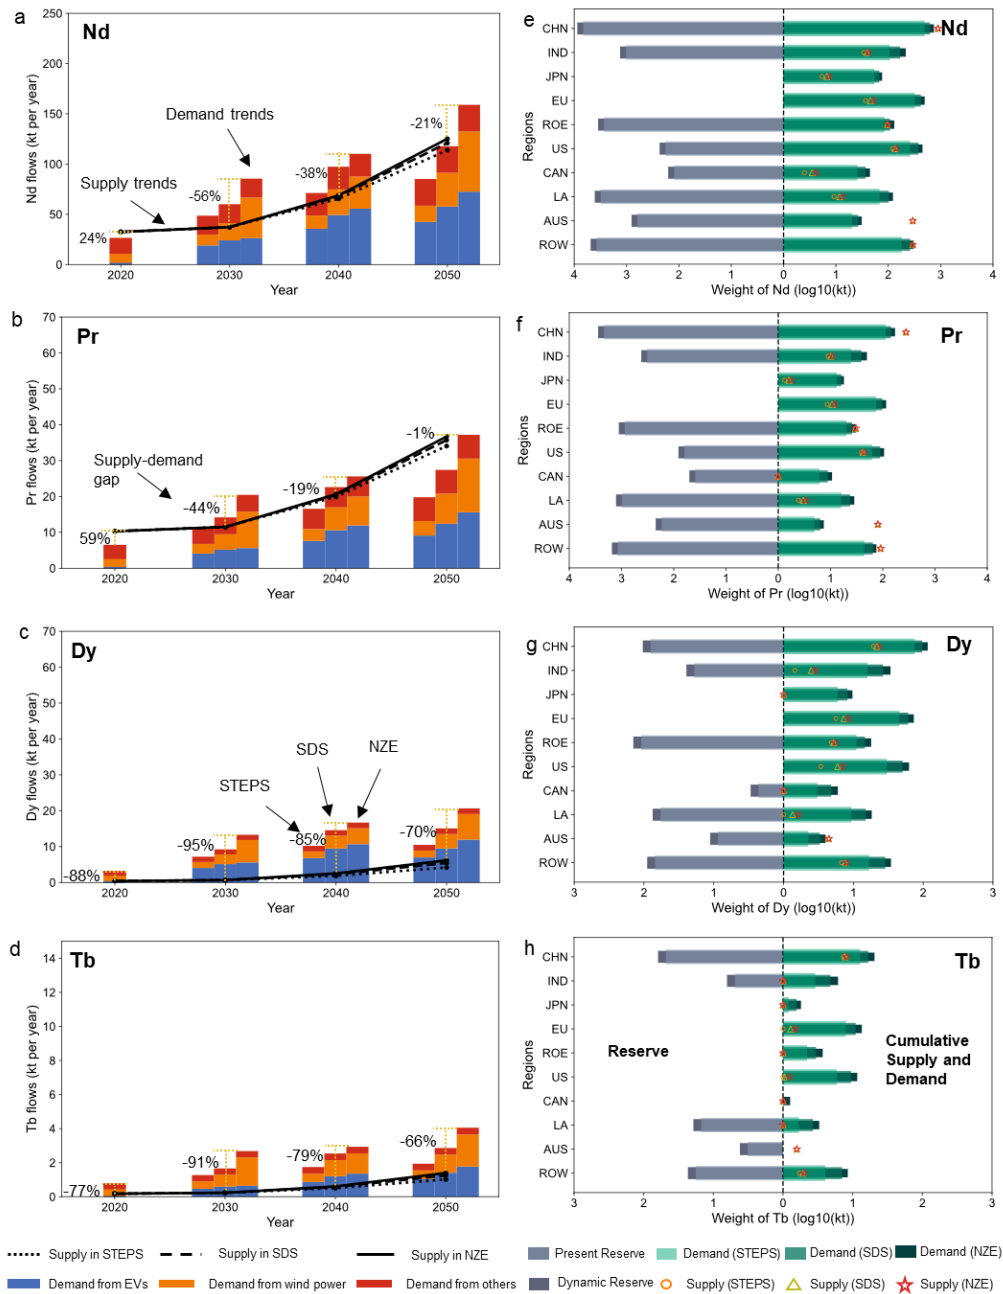 a
Nd
250
200
150
100
50
0
Nd flows (kt per year)
Demand trends
Supply trends
24%
-56%
-38%
-21%
2020
2030
2040
2050
Year
b
Pr
70
60
50
40
30
20
10
0
Pr flows (kt per year)
Supply-demand
gap
59%
-44%
-19%
-1%
2020
2030
2040
2050
Year
c
Dy
70
60
50
40
30
20
10
0
Dy flows (kt per year)
STEPS
SDS
NZE
-88%
-95%
-85%
-70%
2020
2030
2040
2050
Year
d
Tb
14
12
10
8
6
4
2
0
Tb flows (kt per year)
-77%
-91%
-79%
-66%
2020
2030
2040
2050
Year
e
Nd
Regions
CHN
IND
JPN
EU
ROE
US
CAN
LA
AUS
ROW
4 3 2 1 0 1 2 3 4
Weight of Nd (log10(kt))
f
Pr
Regions
CHN
IND
JPN
EU
ROE
US
CAN
LA
AUS
ROW
4 3 2 1 0 1 2 3 4
Weight of Pr (log10(kt))
g
Dy
Regions
CHN
IND
JPN
EU
ROE
US
CAN
LA
AUS
ROW
3 2 1 0 1 2 3
Weight of Dy (log10(kt))
h
Tb
Regions
CHN
IND
JPN
EU
ROE
US
CAN
LA
AUS
ROW
Reserve
Cumulative
Supply and
Demand
3 2 1 0 1 2 3
Weight of Tb (log10(kt))
Supply in STEPS
Supply in SDS
Supply in NZE
Demand from EVs
Demand from wind power
Demand from others
Present Reserve
Demand (STEPS)
Demand (SDS)
Demand (NZE)
Dynamic Reserve
Supply (STEPS)
Supply (SDS)
Supply (NZE)